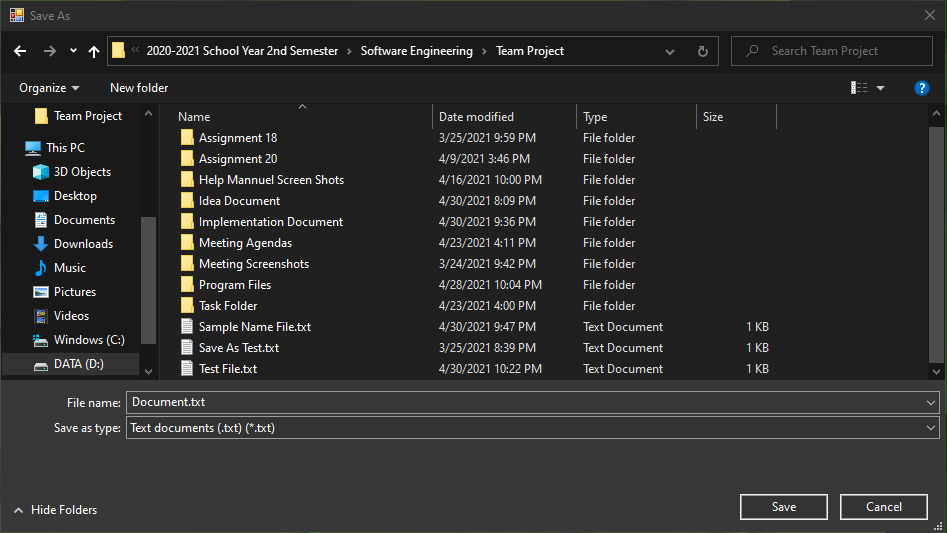 Save As
2020-2021 School Year 2nd Semester > Software Engineering > Team Project
Search Team Project
Organize
New folder
Team Project
This PC
3D Objects
Desktop
Documents
Downloads
Music
Pictures
Videos
Windows (C:)
DATA (D:)
Name Date modified Type Size
Assignment 18 3/25/2021 9:59 PM File folder
Assignment 20 4/9/2021 3:46 PM File folder
Help Mannuel Screen Shots 4/16/2021 10:00 PM File folder
Idea Document 4/30/2021 8:09 PM File folder
Implementation Document 4/30/2021 9:36 PM File folder
Meeting Agendas 4/23/2021 4:11 PM File folder
Meeting Screenshots 3/24/2021 9:42 PM File folder
Program Files 4/28/2021 10:04 PM File folder
Task Folder 4/23/2021 4:00 PM File folder
Sample Name File.txt 4/30/2021 9:47 PM Text Document 1 KB
Save As Test.txt 3/25/2021 8:39 PM Text Document 1 KB
Test File.txt 4/30/2021 10:22 PM Text Document 1 KB
File name: Document.txt
Save as type: Text documents (.txt) (*.txt)
Hide Folders
Save
Cancel